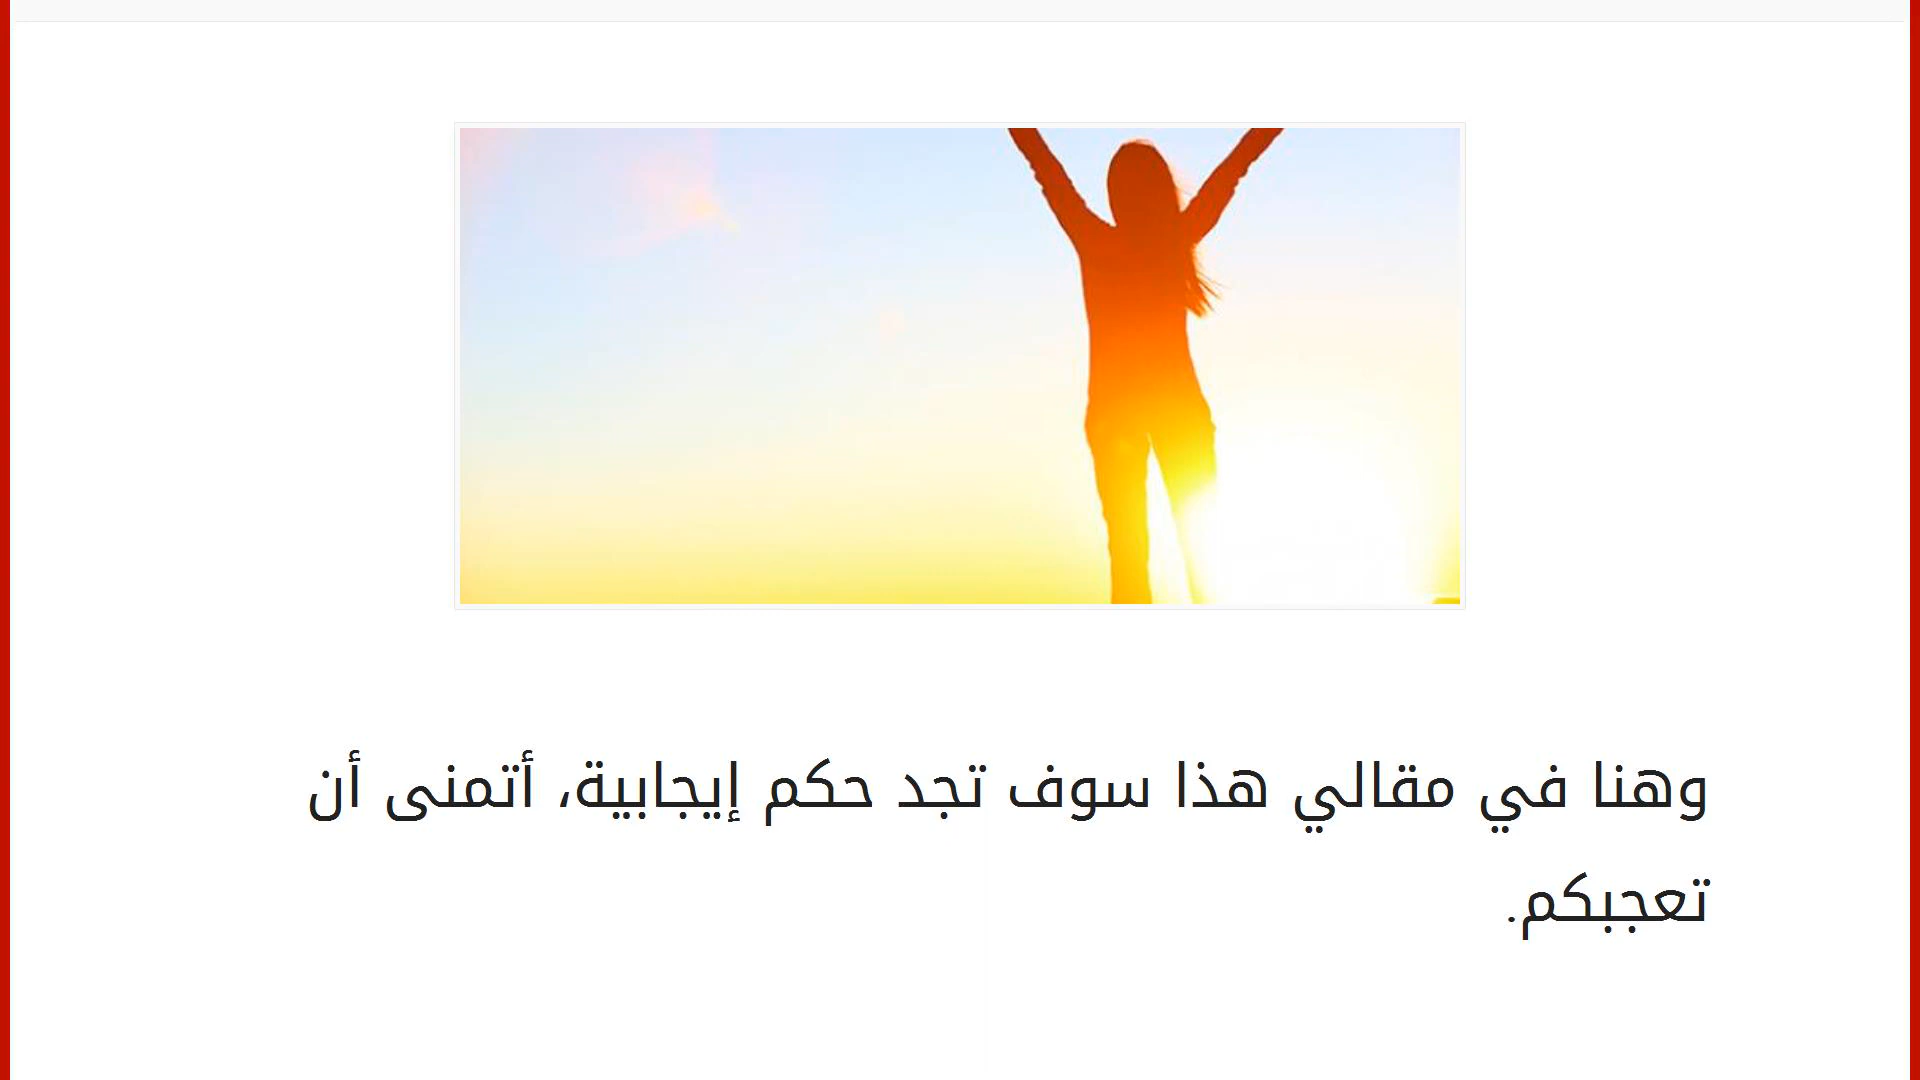 وهنا في مقالي هذا سوف تجد حكم إيجابية، أتمنى أن
تعجبكم.